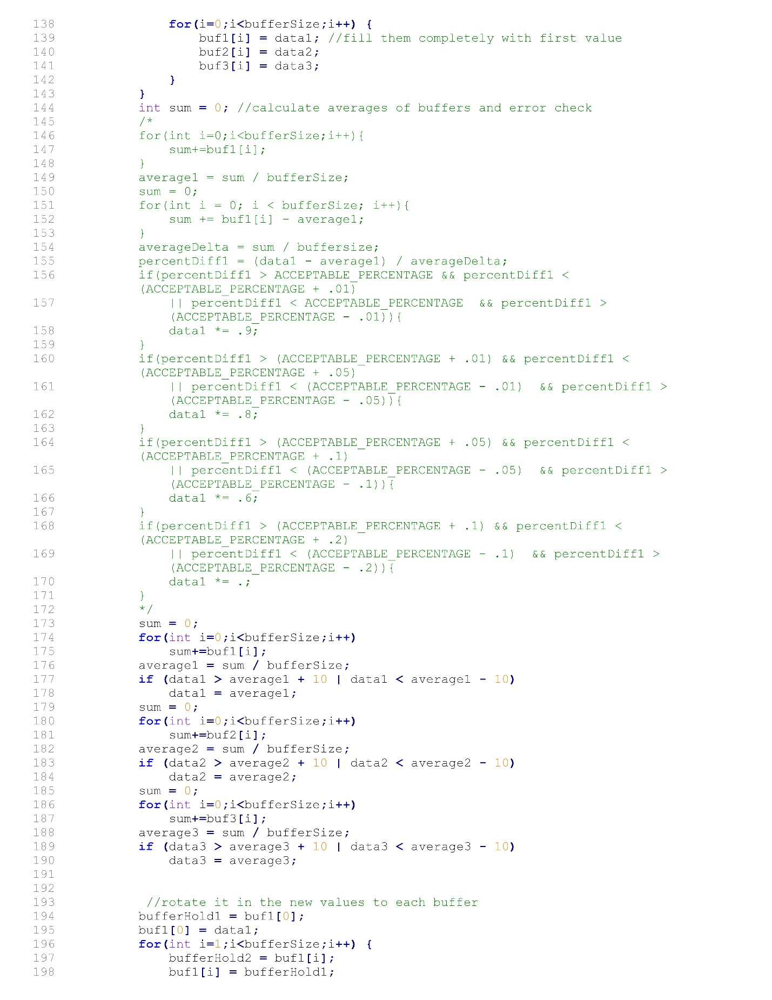 138 for(i=0;i<bufferSize;i++) {
139 buf1[i] = data1; //fill them completely with first value
140 buf2[i] = data2;
141 buf3[i] = data3;
142 }
143 }
144 int sum = 0; //calculate averages of buffers and error check
145 /*
146 for(int i=0;i<bufferSize;i++){
147 sum+=buf1[i];
148 }
149 average1 = sum / bufferSize;
150 sum = 0;
151 for(int i = 0; i < bufferSize; i++){
152 sum += buf1[i] - average1;
153 }
154 averageDelta = sum / buffersize;
155 percentDiff1 = (data1 - average1) / averageDelta;
156 if(percentDiff1 > ACCEPTABLE_PERCENTAGE && percentDiff1 <
(ACCEPTABLE_PERCENTAGE + .01)
157 || percentDiff1 < ACCEPTABLE_PERCENTAGE  && percentDiff1 >
(ACCEPTABLE_PERCENTAGE - .01)){
158 data1 *= .9;
159 }
160 if(percentDiff1 > (ACCEPTABLE_PERCENTAGE + .01) && percentDiff1 <
(ACCEPTABLE_PERCENTAGE + .05)
161 || percentDiff1 < (ACCEPTABLE_PERCENTAGE - .01)  && percentDiff1 >
(ACCEPTABLE_PERCENTAGE - .05)){
162 data1 *= .8;
163 }
164 if(percentDiff1 > (ACCEPTABLE_PERCENTAGE + .05) && percentDiff1 <
(ACCEPTABLE_PERCENTAGE + .1)
165 || percentDiff1 < (ACCEPTABLE_PERCENTAGE - .05)  && percentDiff1 >
(ACCEPTABLE_PERCENTAGE - .1)){
166 data1 *= .6;
167 }
168 if(percentDiff1 > (ACCEPTABLE_PERCENTAGE + .1) && percentDiff1 <
(ACCEPTABLE_PERCENTAGE + .2)
169 || percentDiff1 < (ACCEPTABLE_PERCENTAGE - .1)  && percentDiff1 >
(ACCEPTABLE_PERCENTAGE - .2)){
170 data1 *= .;
171 }
172 */
173 sum = 0;
174 for(int i=0;i<bufferSize;i++)
175 sum+=buf1[i];
176 average1 = sum / bufferSize;
177 if (data1 > average1 + 10 | data1 < average1 - 10)
178 data1 = average1;
179 sum = 0;
180 for(int i=0;i<bufferSize;i++)
181 sum+=buf2[i];
182 average2 = sum / bufferSize;
183 if (data2 > average2 + 10 | data2 < average2 - 10)
184 data2 = average2;
185 sum = 0;
186 for(int i=0;i<bufferSize;i++)
187 sum+=buf3[i];
188 average3 = sum / bufferSize;
189 if (data3 > average3 + 10 | data3 < average3 - 10)
190 data3 = average3;
191
192
193 //rotate it in the new values to each buffer
194 bufferHold1 = buf1[0];
195 buf1[0] = data1;
196 for(int i=1;i<bufferSize;i++) {
197 bufferHold2 = buf1[i];
198 buf1[i] = bufferHold1;